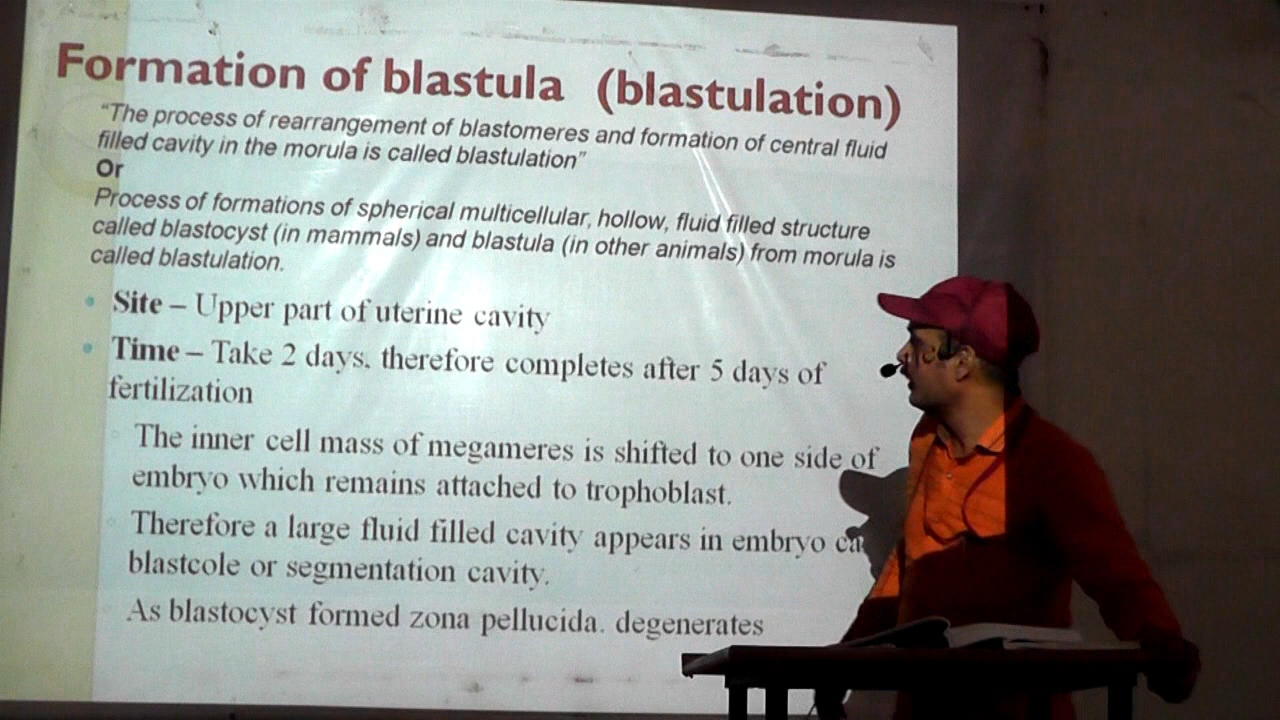 Formation of blastula (blastulation)
“The process of rearrangement of blastomeres and formation of central fluid
filled cavity in the morula is called blastulation”
Or
Process of formations of spherical multicellular, hollow, fluid filled structure
called blastocyst (in mammals) and blastula (in other animals) from morula is
called blastulation.
Site – Upper part of uterine cavity
Time – Take 2 days. therefore completes after 5 days of
fertilization
The inner cell mass of megameres is shifted to one side of
embryo which remains attached to trophoblast.
Therefore a large fluid filled cavity appears in embryo
blastcole or segmentation cavity.
As blastocyst formed zona pellucida. degenerates